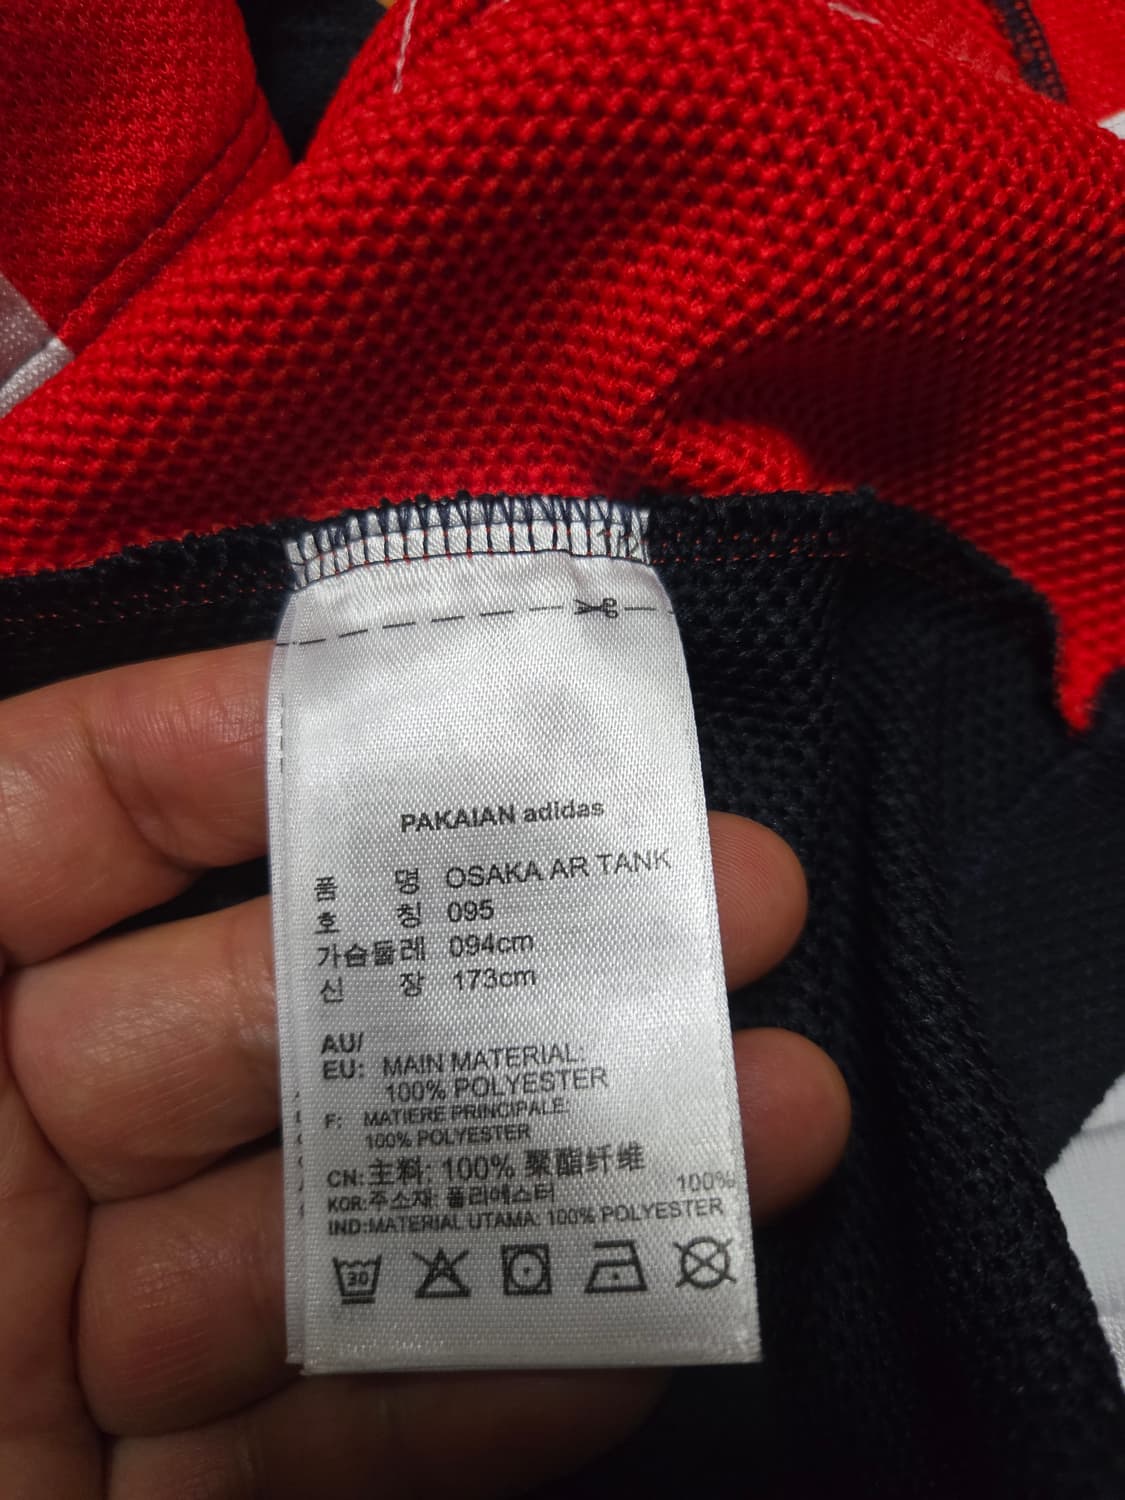 PAKAIAN adidas
품 명 OSAKA AR TANK
호 칭 095
가슴둘레 094cm
신 장 173cm
AU/
EU: MAIN MATERIAL:
100% POLYESTER
F: MATIERE PRINCIPALE:
100% POLYESTER
CN: 主料: 100% 聚酯纤维
KOR: 주소재: 폴리에스터 100%
IND:MATERIAL UTAMA: 100% POLYESTER
30